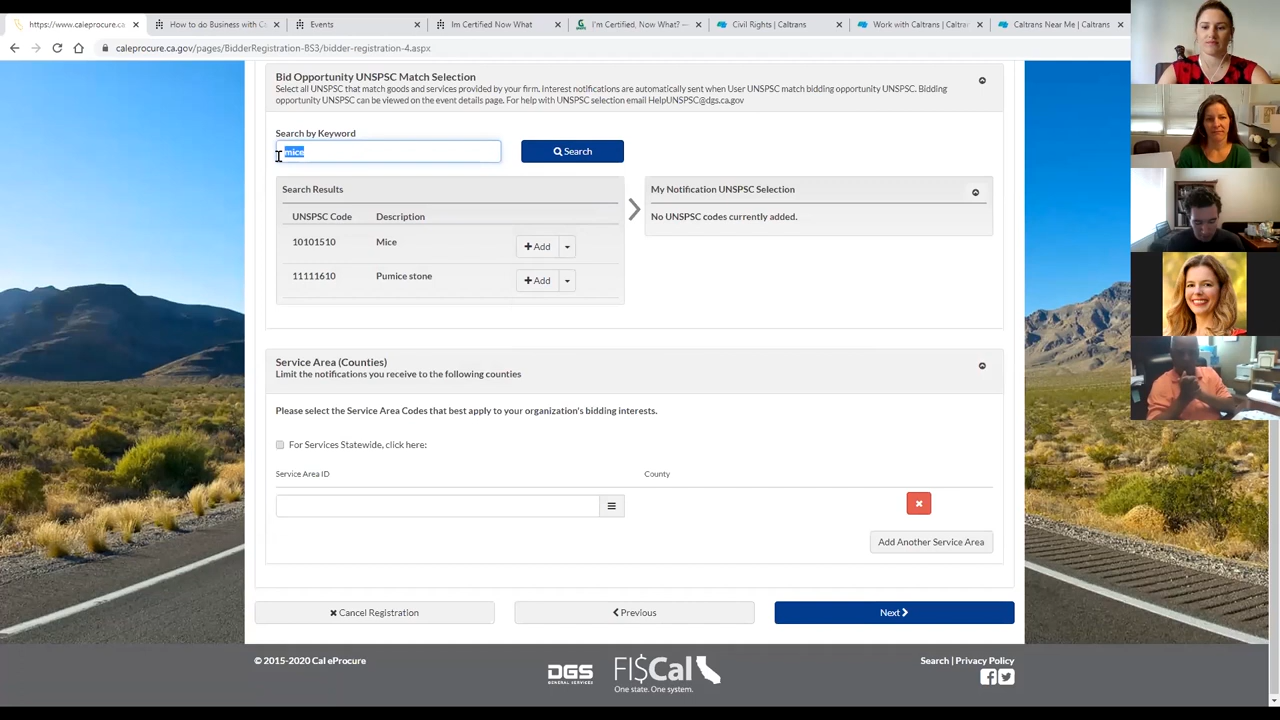 https://www.caleprocure.ca
How to do Business with Ca
Events
Im Certified Now What
I'm Certified, Now What? –
Civil Rights | Caltrans
Work with Caltrans | Caltran
Caltrans Near Me | Caltrans
caleprocure.ca.gov/pages/BidderRegistration-BS3/bidder-registration-4.aspx
Bid Opportunity UNSPSC Match Selection
Select all UNSPSC that match goods and services provided by your firm. Interest notifications are automatically sent when User UNSPSC match bidding opportunity UNSPSC. Bidding
opportunity UNSPSC can be viewed on the event details page. For help with UNSPSC selection email HelpUNSPSC@dgs.ca.gov
Search by Keyword
mice
Search
Search Results
UNSPSC Code Description
10101510 Mice Add
11111610 Pumice stone Add
My Notification UNSPSC Selection
No UNSPSC codes currently added.
Service Area (Counties)
Limit the notifications you receive to the following counties
Please select the Service Area Codes that best apply to your organization's bidding interests.
For Services Statewide, click here:
Service Area ID County
Add Another Service Area
Cancel Registration
Previous
Next
© 2015-2020 Cal eProcure
DGS
GENERAL SERVICES
FI$Cal
One state. One system.
Search | Privacy Policy